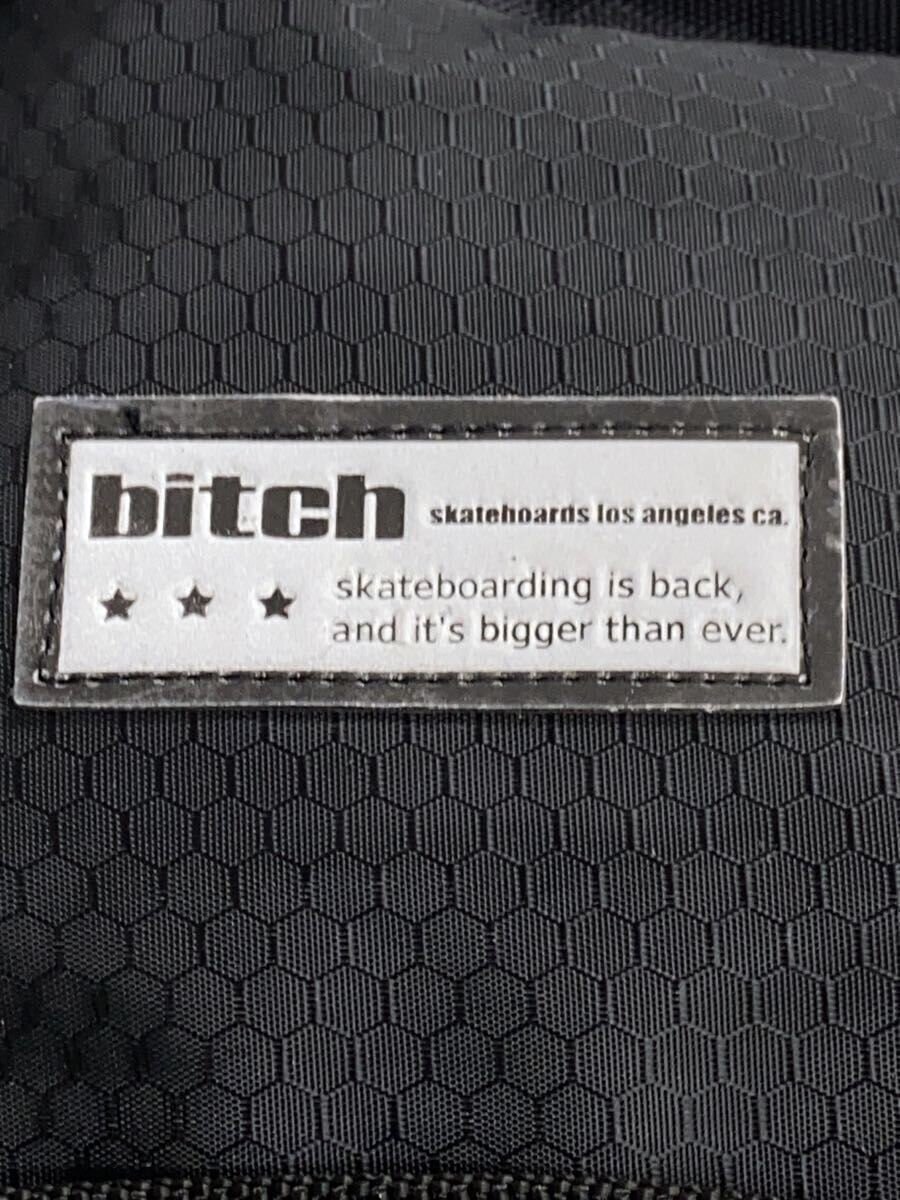 bitch skateboards los angeles ca.
★ ★ ★ skateboarding is back,
and it's bigger than ever.